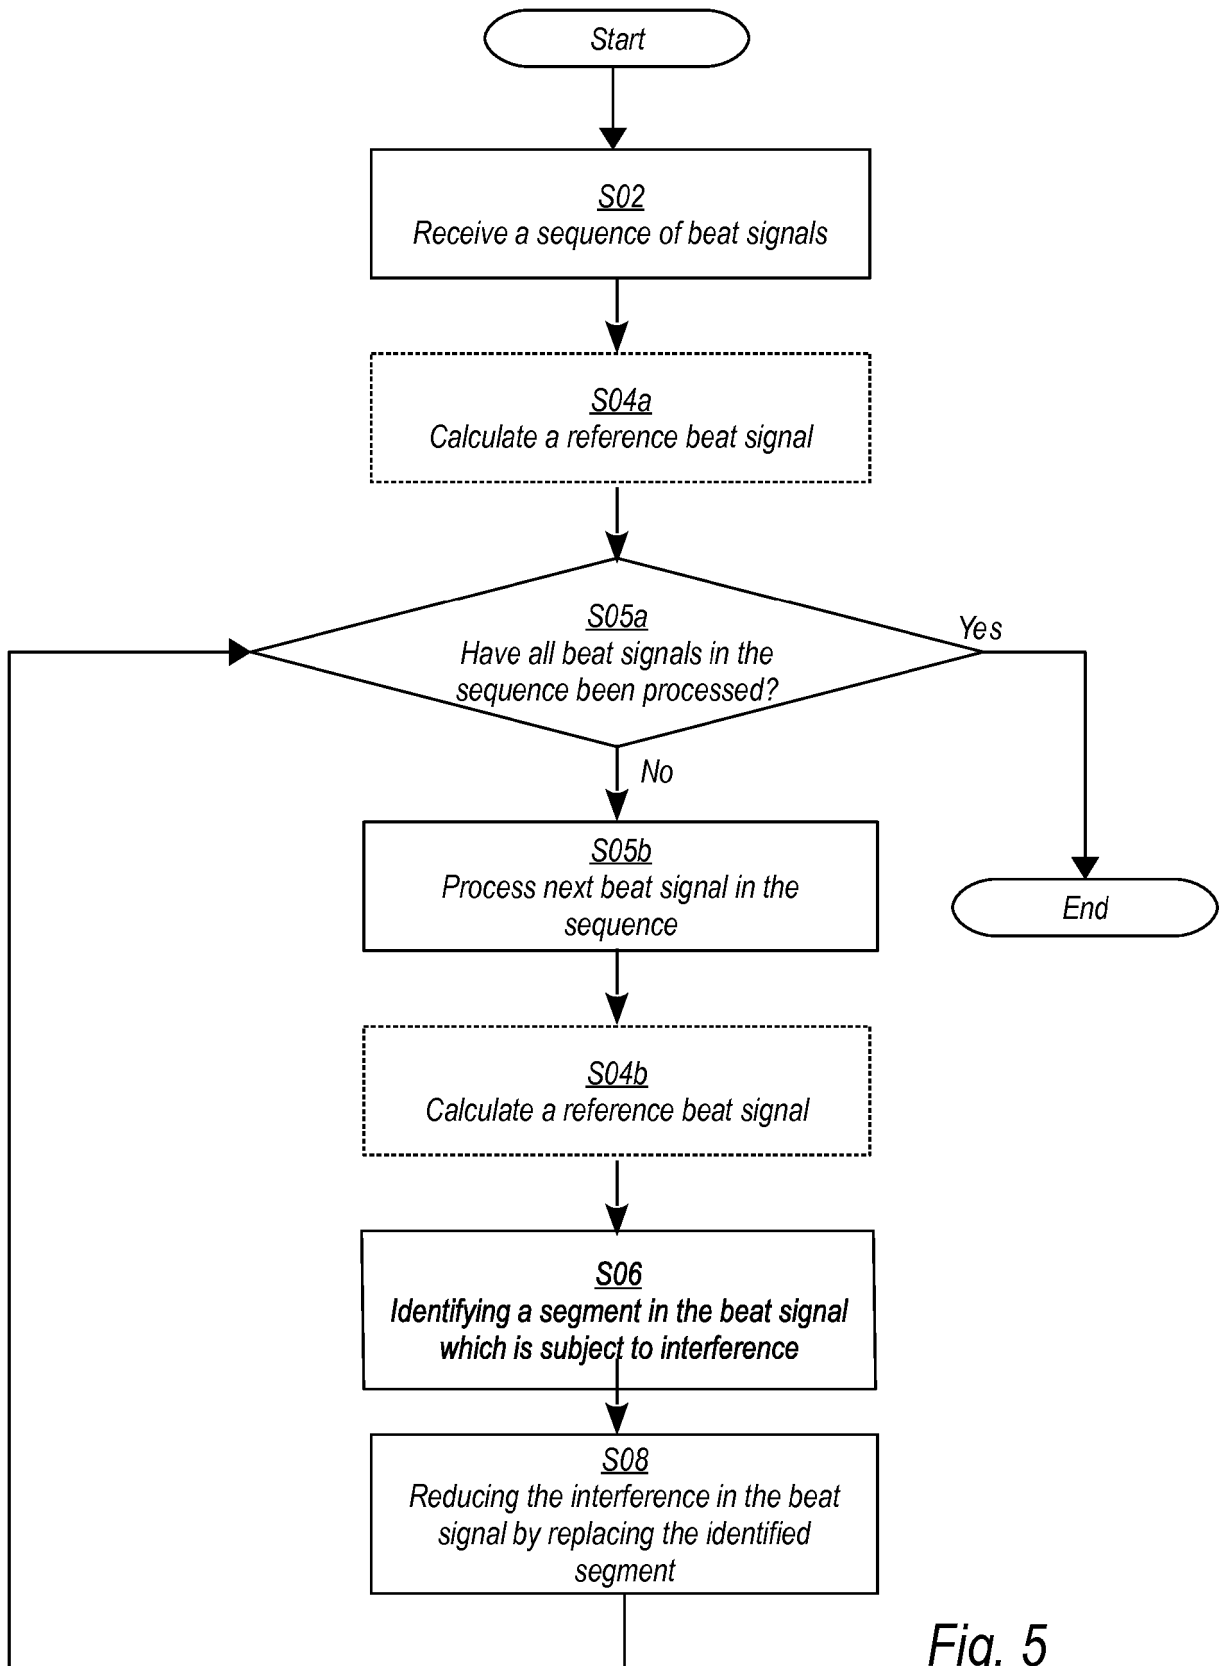 Start
S02
Receive a sequence of beat signals
S04a
Calculate a reference beat signal
S05a
Have all beat signals in the
sequence been processed?
Yes
No
S05b
Process next beat signal in the
sequence
End
S04b
Calculate a reference beat signal
S06
Identifying a segment in the beat signal
which is subject to interference
S08
Reducing the interference in the beat
signal by replacing the identified
segment
Fig. 5